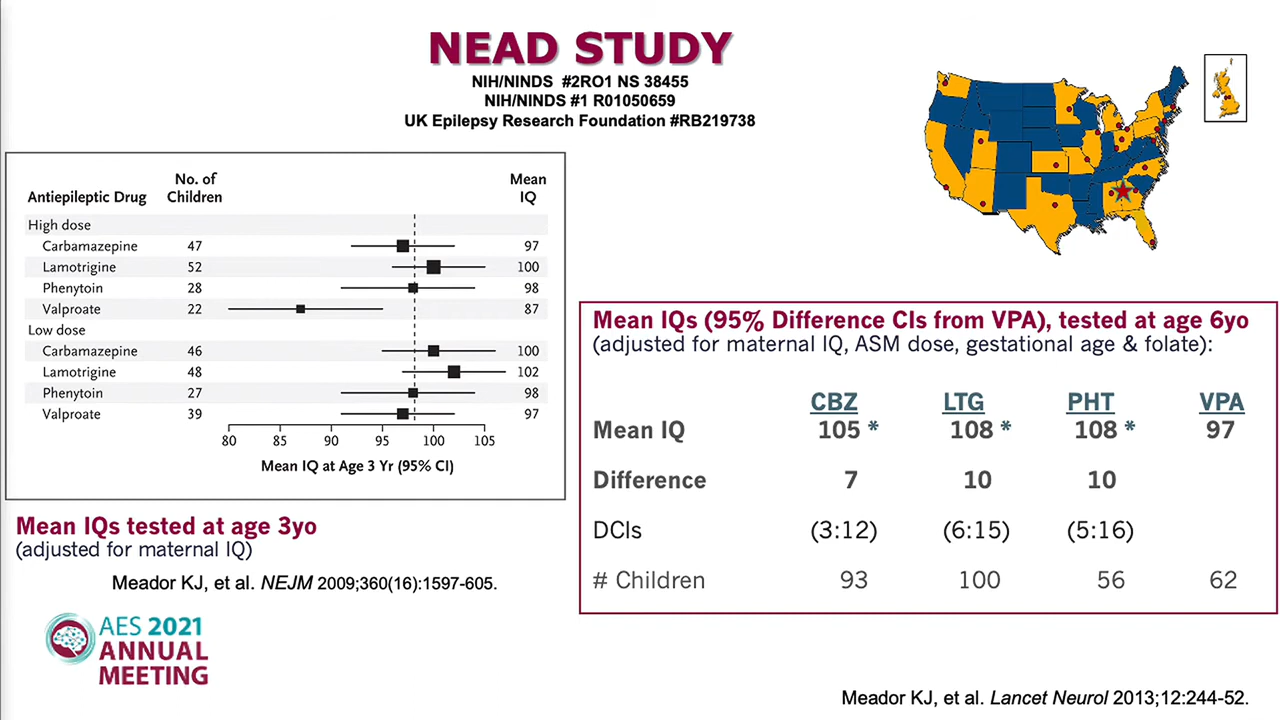 NEAD STUDY
NIH/NINDS #2RO1 NS 38455
NIH/NINDS #1 R01050659
UK Epilepsy Research Foundation #RB219738
Antiepileptic Drug No. of Children Mean IQ
High dose
Carbamazepine 47 97
Lamotrigine 52 100
Phenytoin 28 98
Valproate 22 87
Low dose
Carbamazepine 46 100
Lamotrigine 48 102
Phenytoin 27 98
Valproate 39 97
80 85 90 95 100 105
Mean IQ at Age 3 Yr (95% CI)
Mean IQs tested at age 3yo
(adjusted for maternal IQ)
Meador KJ, et al. NEJM 2009;360(16):1597-605.
AES 2021
ANNUAL
MEETING
Mean IQs (95% Difference CIs from VPA), tested at age 6yo
(adjusted for maternal IQ, ASM dose, gestational age & folate):
CBZ LTG PHT VPA
Mean IQ 105 * 108 * 108 * 97
Difference 7 10 10
DCIs (3:12) (6:15) (5:16)
# Children 93 100 56 62
Meador KJ, et al. Lancet Neurol 2013;12:244-52.